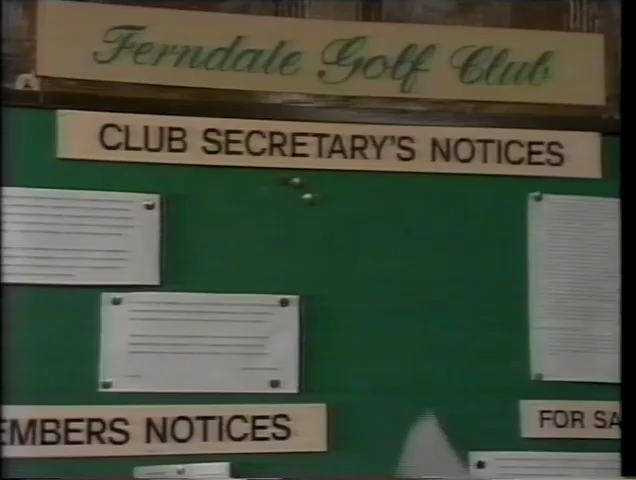 Ferndale Golf Club
CLUB SECRETARY'S NOTICES
EMBERS NOTICES
FOR SA